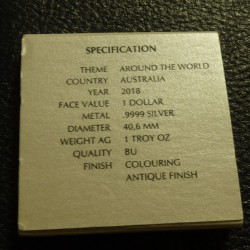 SPECIFICATION
THEME AROUND THE WORLD
COUNTRY AUSTRALIA
YEAR 2018
FACE VALUE 1 DOLLAR
METAL .9999 SILVER
DIAMETER 40,6 MM
WEIGHT AG 1 TROY OZ
QUALITY BU
FINISH COLOURING
ANTIQUE FINISH